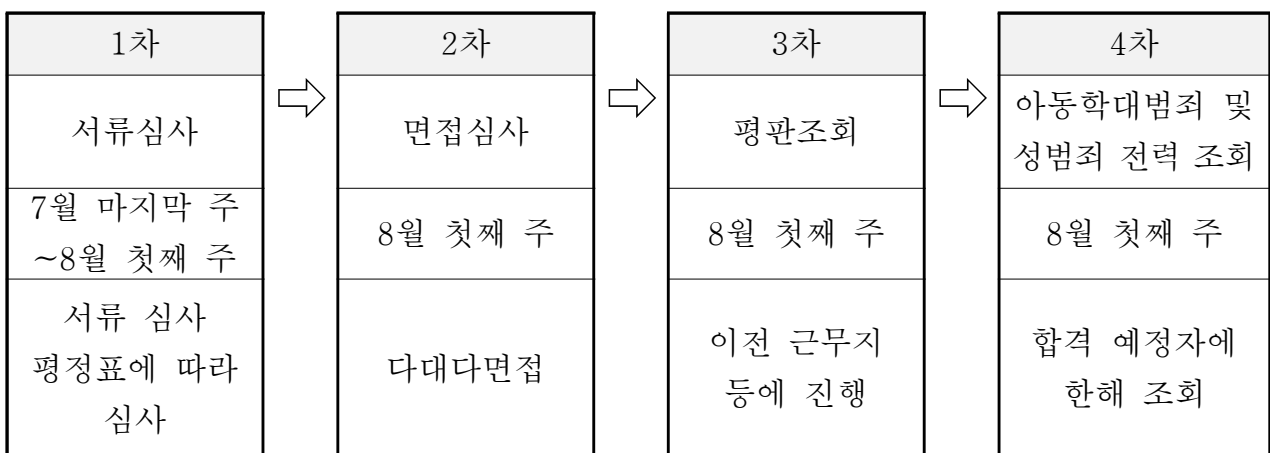 1차
서류심사
7월 마지막 주
~8월 첫째 주
서류 심사
평정표에 따라
심사
2차
면접심사
8월 첫째 주
다대다면접
3차
평판조회
8월 첫째 주
이전 근무지
등에 진행
4차
아동학대범죄 및
성범죄 전력 조회
8월 첫째 주
합격 예정자에
한해 조회